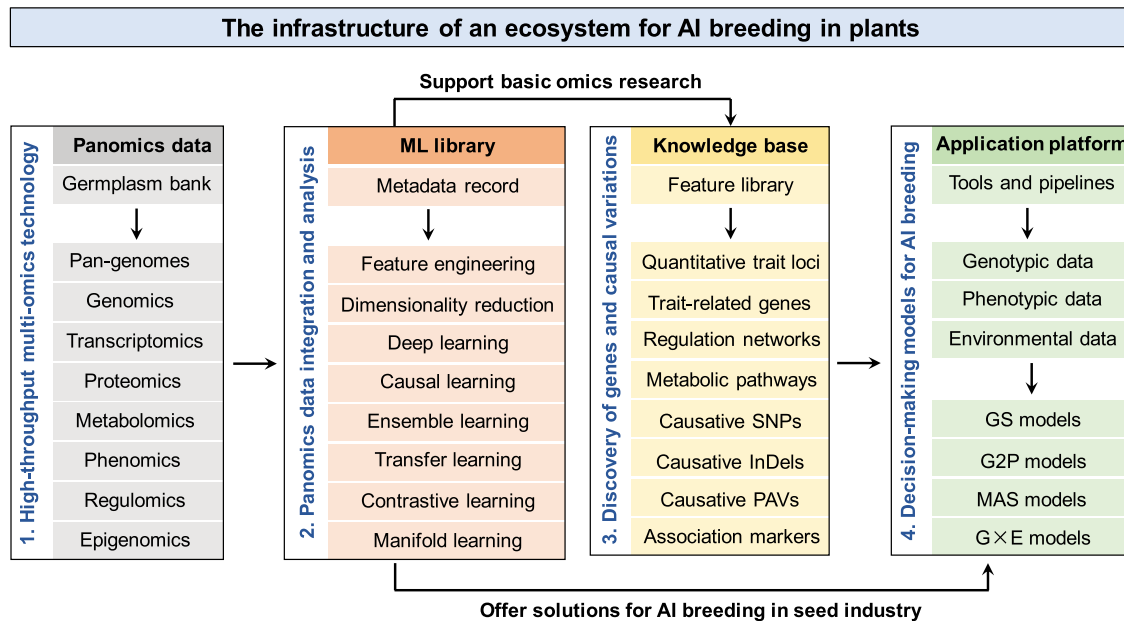 The infrastructure of an ecosystem for AI breeding in plants
Support basic omics research
1. High-throughput multi-omics technology
Panomics data
Germplasm bank
Pan-genomes
Genomics
Transcriptomics
Proteomics
Metabolomics
Phenomics
Regulomics
Epigenomics
2. Planomics data integration and analysis
ML library
Metadata record
Feature engineering
Dimensionality reduction
Deep learning
Causal learning
Ensemble learning
Transfer learning
Contrastive learning
Manifold learning
3. Discovery of genes and causal variations
Knowledge base
Feature library
Quantitative trait loci
Trait-related genes
Regulation networks
Metabolic pathways
Causative SNPs
Causative InDels
Causative PAVs
Association markers
4. Decision-making models for AI breeding
Application platform
Tools and pipelines
Genotypic data
Phenotypic data
Environmental data
GS models
G2P models
MAS models
G×E models
Offer solutions for AI breeding in seed industry